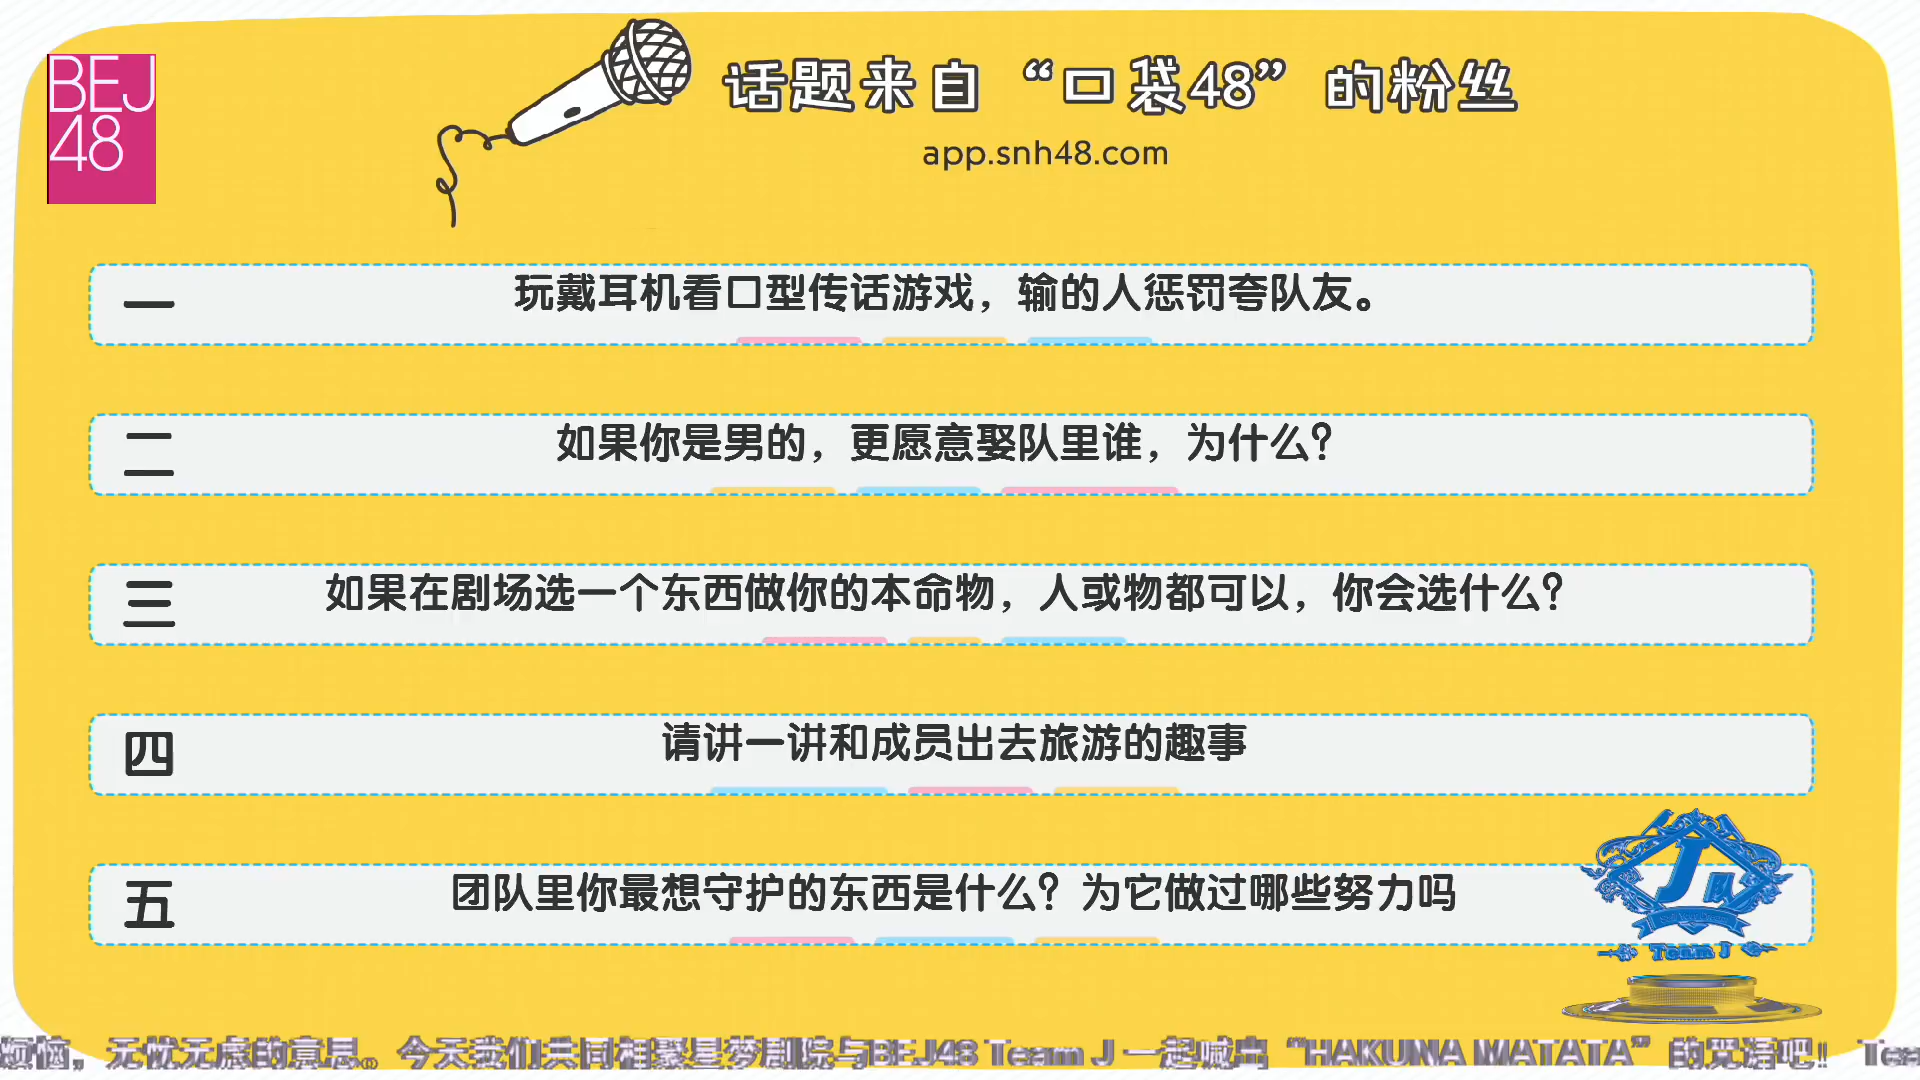 BEJ
48
话题来自“口袋48”的粉丝
app.snh48.com
一 玩戴耳机看口型传话游戏，输的人惩罚夸队友。
二 如果你是男的，更愿意娶队里谁，为什么？
三 如果在剧场选一个东西做你的本命物，人或物都可以，你会选什么？
四 请讲一讲和成员出去旅游的趣事
五 团队里你最想守护的东西是什么？为它做过哪些努力吗
J队
Team J
烦恼，无忧无虑的意思。今天我们共同相聚星梦剧院与BEJ48 Team J 一起喊出“HAKUNA MATATA”的咒语吧！ Tea